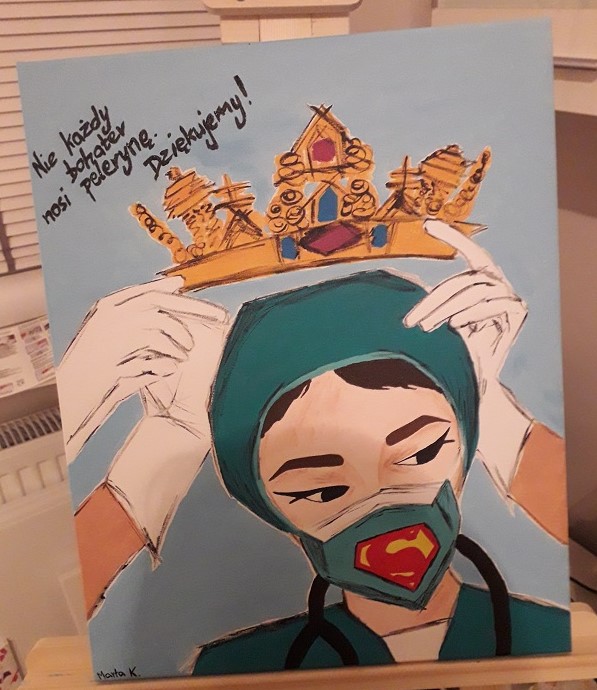 Nie każdy
bohater
nosi pelerynę.
Dziękujemy!
Marta K.